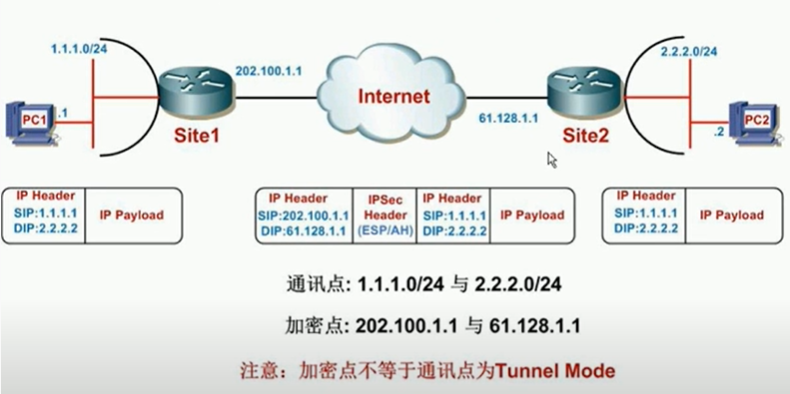 1.1.1.0/24
2.2.2.0/24
202.100.1.1
Internet
61.128.1.1
PC1
.1
Site1
Site2
.2
PC2
IP Header
SIP:1.1.1.1
DIP:2.2.2.2
IP Payload
IP Header
SIP:202.100.1.1
DIP:61.128.1.1
IPSec
Header
(ESP/AH)
IP Header
SIP:1.1.1.1
DIP:2.2.2.2
IP Payload
IP Header
SIP:1.1.1.1
DIP:2.2.2.2
IP Payload
通讯点: 1.1.1.0/24 与 2.2.2.0/24
加密点: 202.100.1.1 与 61.128.1.1
注意：加密点不等于通讯点为Tunnel Mode